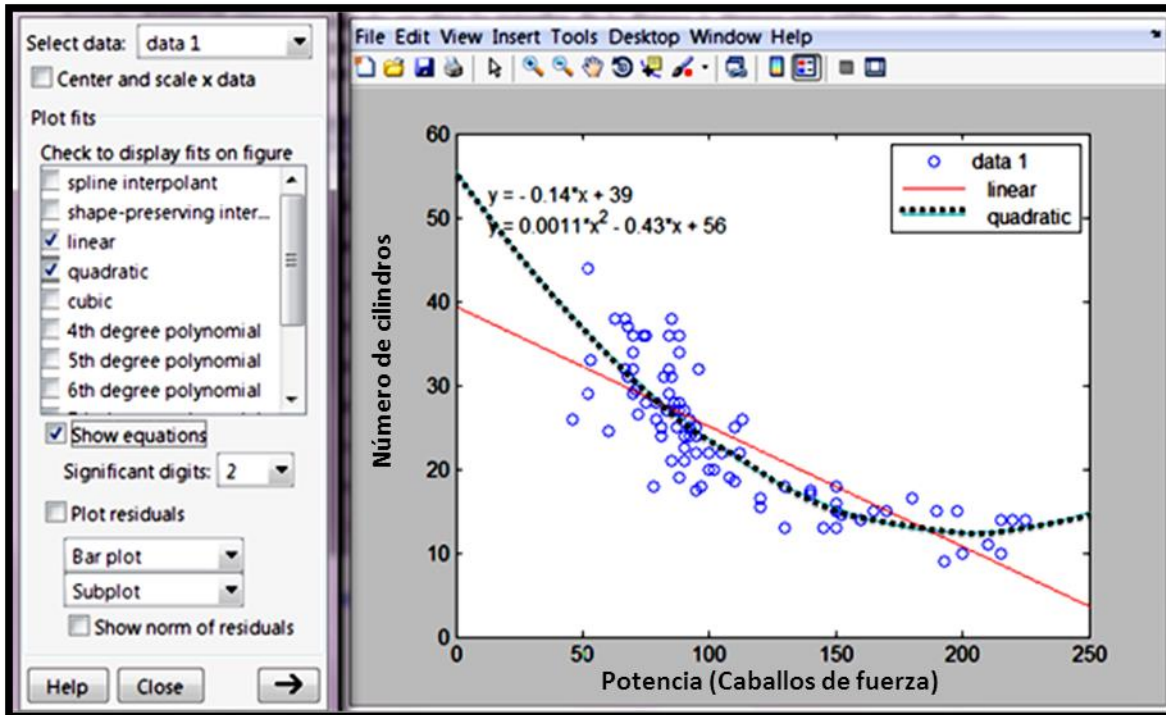 Select data: data 1
Center and scale x data
Plot fits
Check to display fits on figure
spline interpolant
shape-preserving inter...
linear
quadratic
cubic
4th degree polynomial
5th degree polynomial
6th degree polynomial
Show equations
Significant digits: 2
Plot residuals
Bar plot
Subplot
Show norm of residuals
Help Close
File Edit View Insert Tools Desktop Window Help
data 1
linear
quadratic
y = - 0.14*x + 39
y = 0.0011*x² - 0.43*x + 56
Número de cilindros
60
50
40
30
20
10
0
0 50 100 150 200 250
Potencia (Caballos de fuerza)